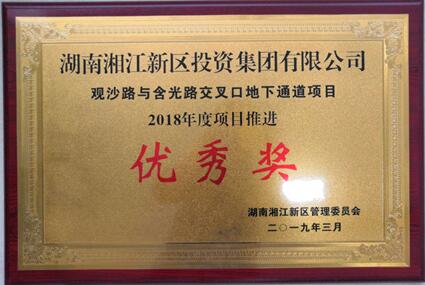 湖南湘江新区投资集团有限公司
观沙路与含光路交叉口地下通道项目
2018年度项目推进
优秀奖
湖南湘江新区管理委员会
二〇一九年三月